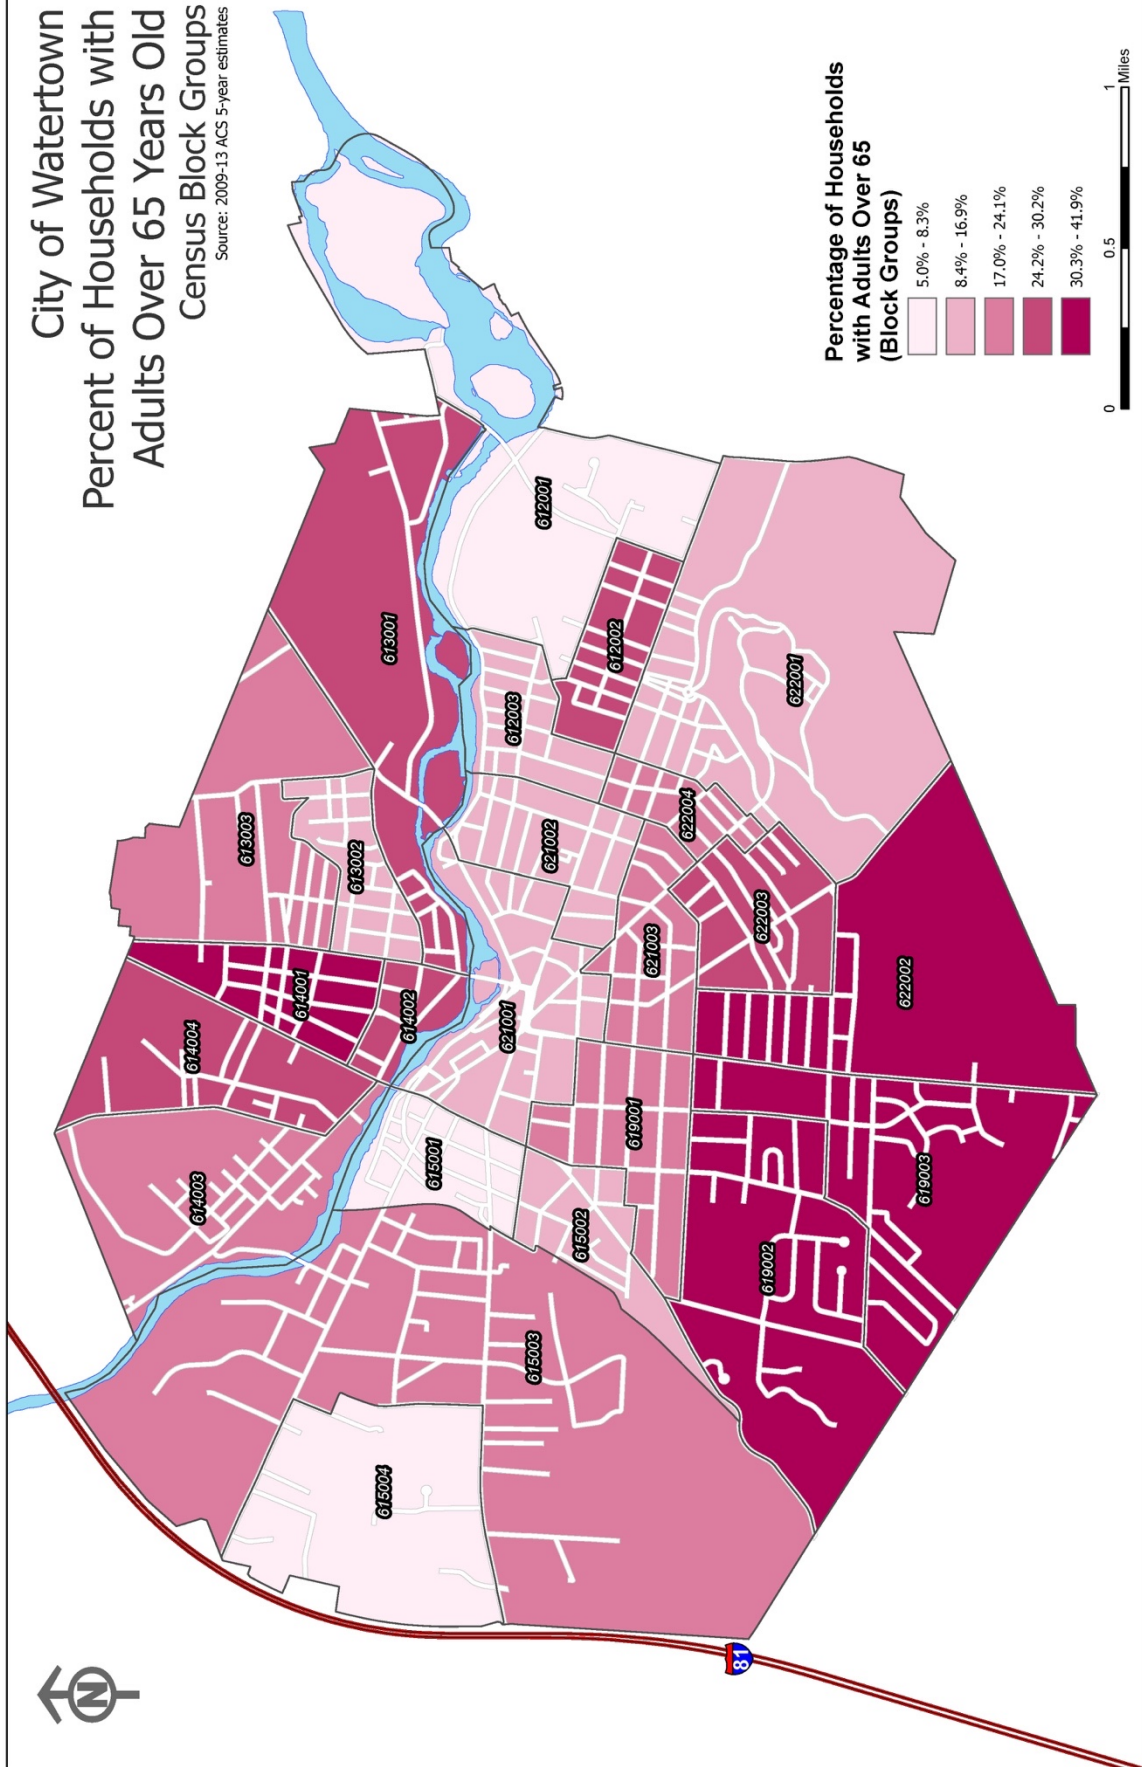 City of Watertown
Percent of Households with
Adults Over 65 Years Old
Census Block Groups
Source: 2009-13 ACS 5-year estimates
N
81
614003
614004
614001
614002
613003
613002
613001
615004
615003
615001
615002
621001
621002
621003
612003
612001
612002
619001
619002
619003
622004
622003
622001
622002
Percentage of Households
with Adults Over 65
(Block Groups)
5.0% - 8.3%
8.4% - 16.9%
17.0% - 24.1%
24.2% - 30.2%
30.3% - 41.9%
0 0.5 1
Miles